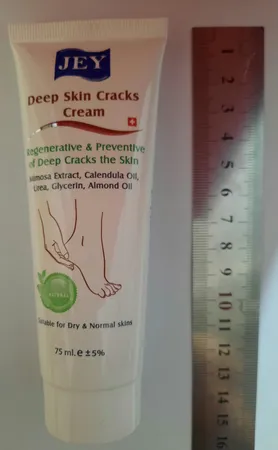 JEY
Deep Skin Cracks
Cream
Regenerative & Preventive
of Deep Cracks the Skin
Mimosa Extract, Calendula Oil,
Urea, Glycerin, Almond Oil
NATURAL
Suitable for Dry & Normal skins
75 ml. e ± 5%
1
2
3
4
5
6
7
8
9
10
11
12
13
14
15
16